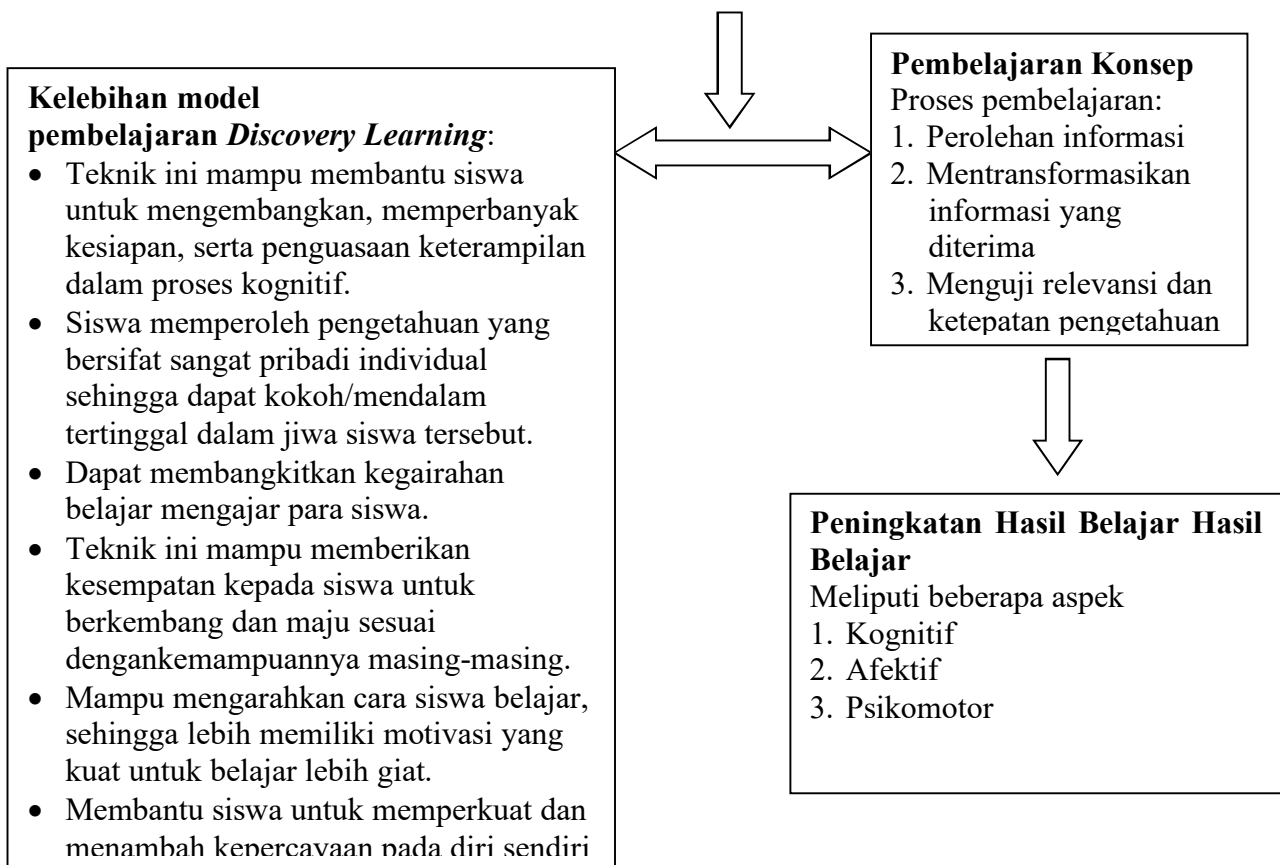 Kelebihan model
pembelajaran Discovery Learning:
• Teknik ini mampu membantu siswa
untuk mengembangkan, memperbanyak
kesiapan, serta penguasaan keterampilan
dalam proses kognitif.
• Siswa memperoleh pengetahuan yang
bersifat sangat pribadi individual
sehingga dapat kokoh/mendalam
tertinggal dalam jiwa siswa tersebut.
• Dapat membangkitkan kegairahan
belajar mengajar para siswa.
• Teknik ini mampu memberikan
kesempatan kepada siswa untuk
berkembang dan maju sesuai
dengankemampuannya masing-masing.
• Mampu mengarahkan cara siswa belajar,
sehingga lebih memiliki motivasi yang
kuat untuk belajar lebih giat.
• Membantu siswa untuk memperkuat dan
menambah kepercayaan pada diri sendiri
Pembelajaran Konsep
Proses pembelajaran:
1. Perolehan informasi
2. Mentransformasikan
informasi yang
diterima
3. Menguji relevansi dan
ketepatan pengetahuan
Peningkatan Hasil Belajar Hasil
Belajar
Meliputi beberapa aspek
1. Kognitif
2. Afektif
3. Psikomotor